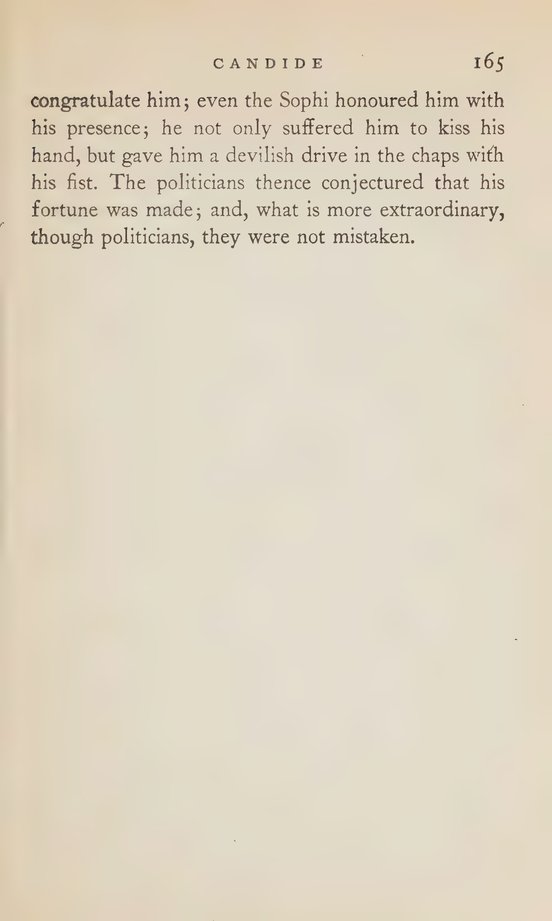 CANDIDE 165
congratulate him; even the Sophi honoured him with
his presence; he not only suffered him to kiss his
hand, but gave him a devilish drive in the chaps with
his fist. The politicians thence conjectured that his
fortune was made; and, what is more extraordinary,
though politicians, they were not mistaken.